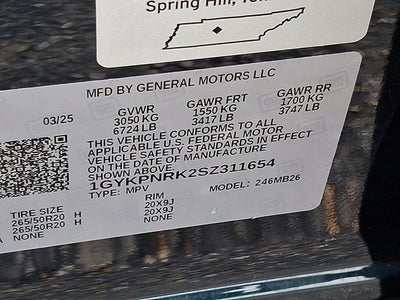 Spring Hill,
MFD BY GENERAL MOTORS LLC
03/25 GVWR GAWR FRT GAWR RR
3050 KG 1550 KG 1700 KG
6724 LB 3417 LB 3747 LB
THIS VEHICLE CONFORMS TO ALL
APPLICABLE U.S. FEDERAL MOTOR
VEHICLE SAFETY STANDARDS IN EFFECT
ON THE DATE OF MANUFACTURE
SHOWN ABOVE
1GYKPNRK2SZ311654
TYPE: MPV MODEL: 246MB26
TIRE SIZE RIM
265/50R20 H 20X9J
265/50R20 H 20X9J
NONE NONE